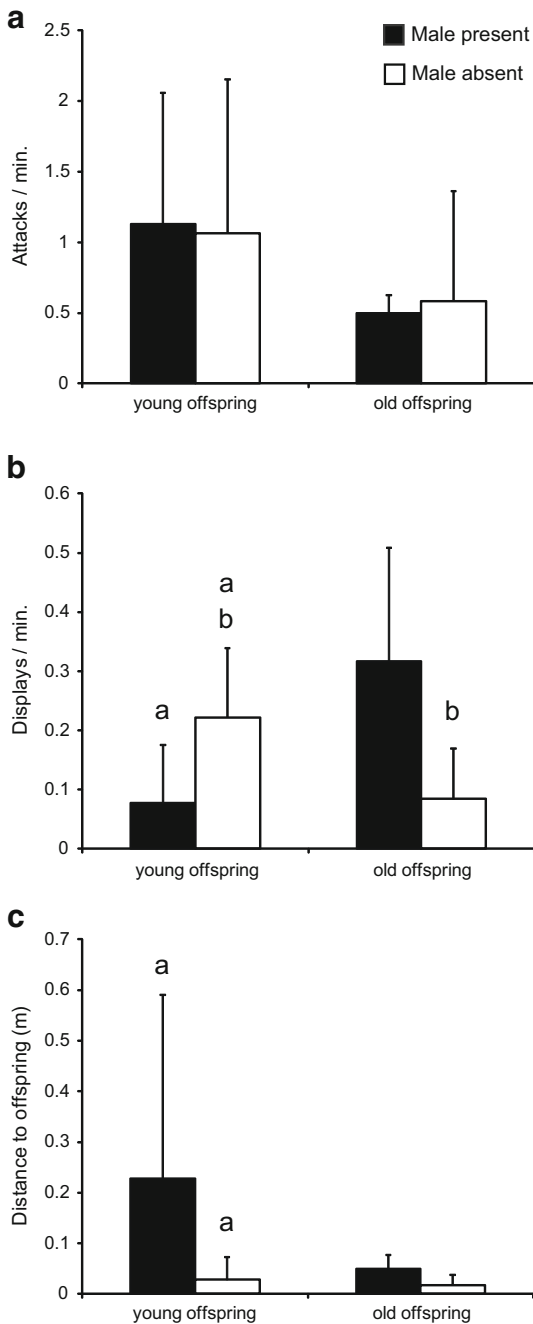 a
2.5
2
1.5
1
0.5
0
Attacks / min.
Male present
Male absent
young offspring old offspring
b
0.6
0.5
0.4
0.3
0.2
0.1
0
Displays / min.
a
a
b
b
young offspring old offspring
c
0.7
0.6
0.5
0.4
0.3
0.2
0.1
0
Distance to offspring (m)
a
a
young offspring old offspring